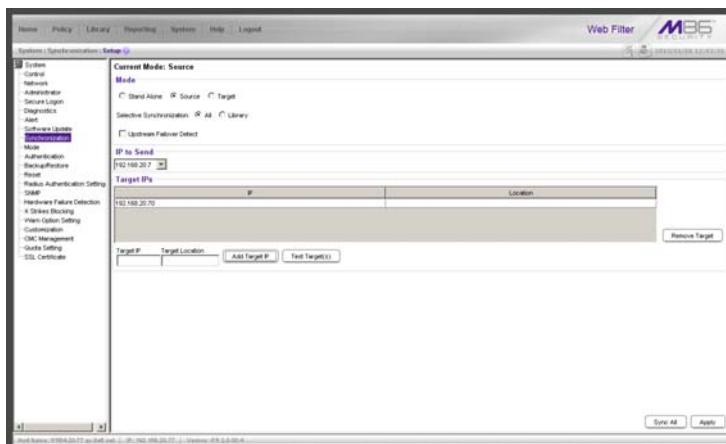 Home Policy Library Reporting System Help Logout
Web Filter
M86
SECURITY
System : Synchronization : Setup
System
Control
Network
Administrator
Secure Logon
Diagnostics
Alert
Software Update
Synchronization
Mode
Authentication
Backup/Restore
Reset
Radius Authentication Setting
SNMP
Hardware Failure Detection
X Strikes Blocking
Warn Option Setting
Customization
CMC Management
Quota Setting
SSL Certificate
Current Mode: Source
Mode
Stand Alone Source Target
Selective Synchronization: All Library
Upstream Failover Detect
IP to Send
192.168.20.7
Target IPs
IP Location
192.168.20.70
Remove Target
Target IP Target Location
Add Target IP Test Target(s)
Sync All Apply